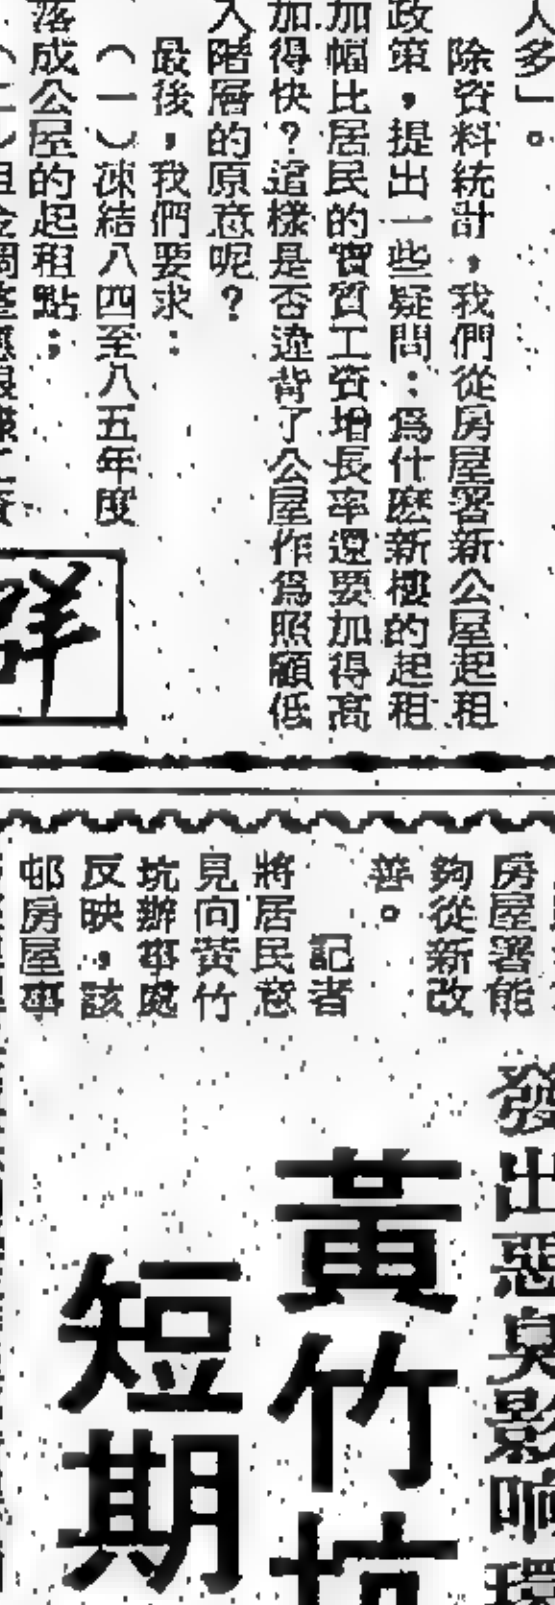 人多」。
除資料統計，我們從房屋署新公屋起租
政策，提出一些疑問：爲什麽新樓的起租
加幅比居民的實質工資增長率還要加得高
加得快？這樣是否違背了公屋作爲照顧低
入階層的原意呢？
最後，我們要求：
（一）凍結八四至八五年度
落成公屋的起租點；
群
房屋署能
夠從新改
善。
記者
將居民意
見向黃竹
坑辦事處
反映，該
邨房屋事
發出惡臭影响環
黃竹坑
短期